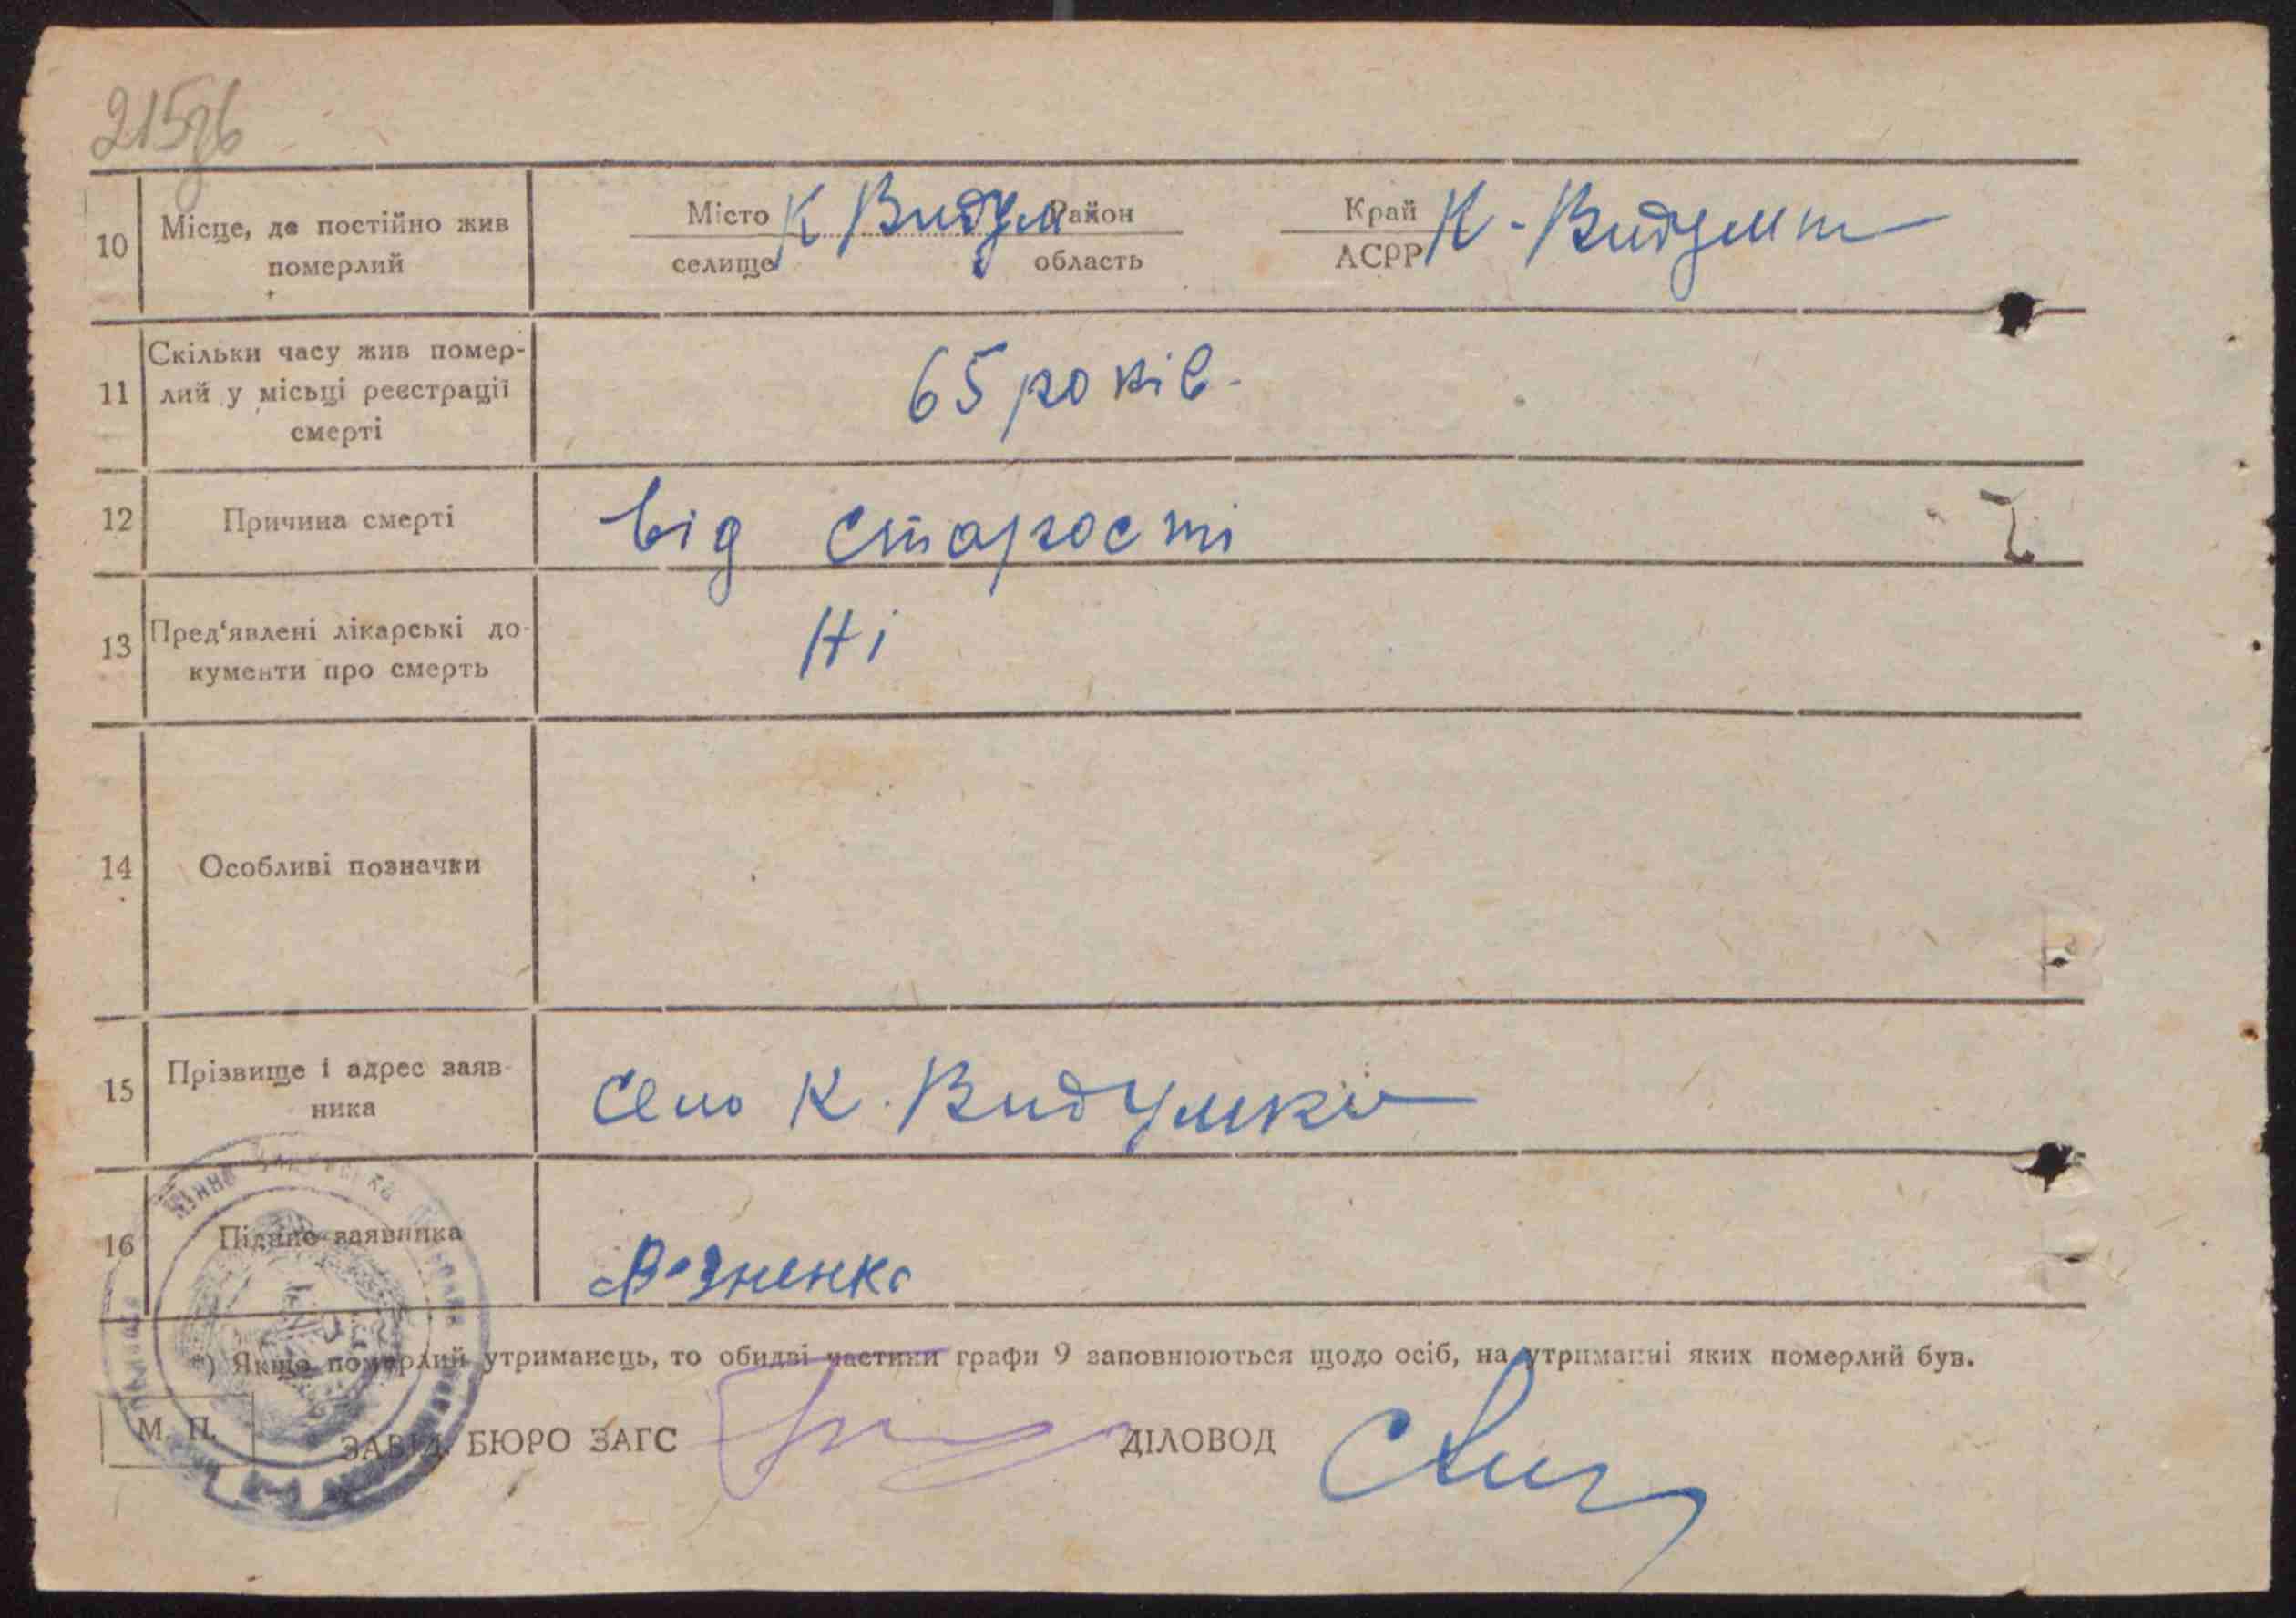 215зв
10 Місце, де постійно жив померлий
Місто К Видум Район
селище область
Край К-Видумт
АСРР
11 Скільки часу жив помер-
лий у місьці реєстрації
смерті
65 років.
12 Причина смерті
від старості
13 Пред'явлені лікарські до-
кументи про смерть
Ні
14 Особливі позначки
15 Прізвище і адрес заяв-
ника
село К. Видумки
16 Підпис заявника
*) Якщо померлий утриманець, то обидві частини графи 9 заповнюються щодо осіб, на утриманні яких померлий був.
М. П.
ЗАВІД. БЮРО ЗАГС ДІЛОВОД